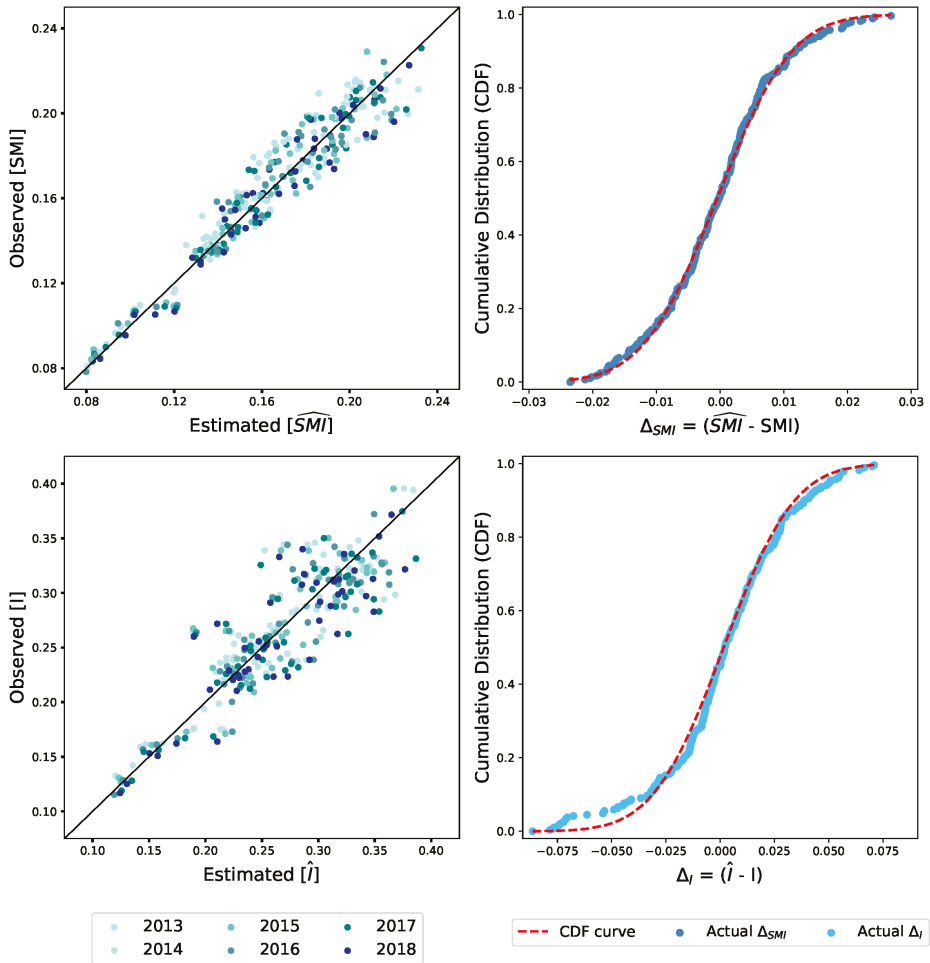 0.24
0.20
0.16
0.12
0.08
Observed [SMI]
0.08 0.12 0.16 0.20 0.24
Estimated [$\widehat{SMI}$]
1.0
0.8
0.6
0.4
0.2
0.0
Cumulative Distribution (CDF)
−0.03 −0.02 −0.01 0.00 0.01 0.02 0.03
Δ_{SMI} = ($\widehat{SMI}$ - SMI)
0.40
0.35
0.30
0.25
0.20
0.15
0.10
Observed [I]
0.10 0.15 0.20 0.25 0.30 0.35 0.40
Estimated [Î]
1.0
0.8
0.6
0.4
0.2
0.0
Cumulative Distribution (CDF)
−0.075 −0.050 −0.025 0.000 0.025 0.050 0.075
Δ_I = (Î - I)
2013 2015 2017
2014 2016 2018
CDF curve Actual Δ_{SMI} Actual Δ_I